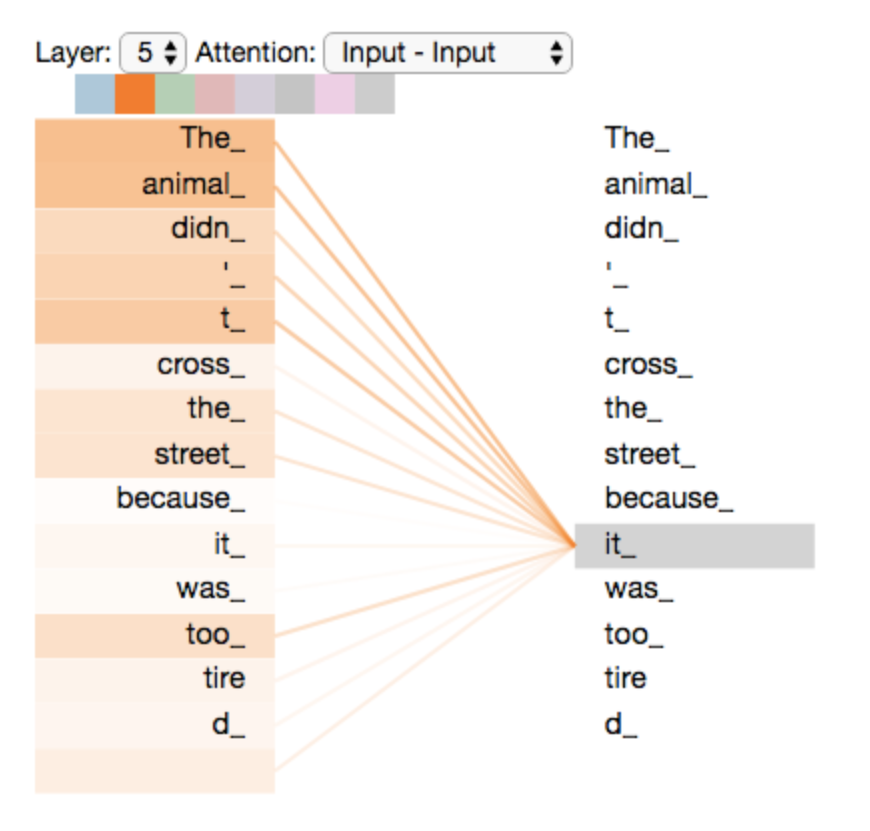 Layer: 5 Attention: Input - Input
The_ The_
animal_ animal_
didn_ didn_
'_ '_
t_ t_
cross_ cross_
the_ the_
street_ street_
because_ because_
it_ it_
was_ was_
too_ too_
tire tire
d_ d_